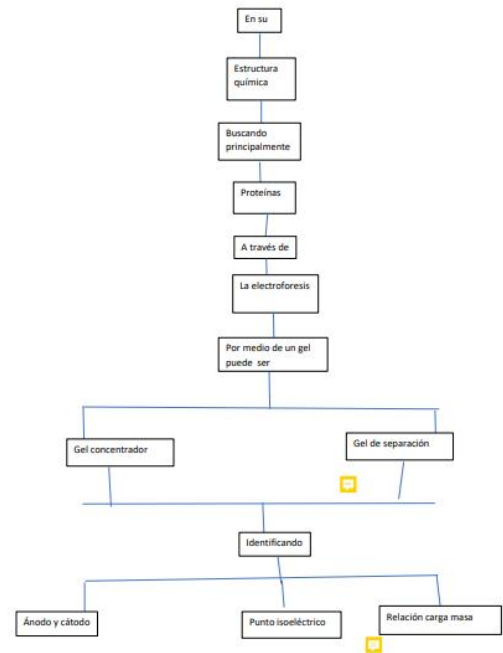 En su
Estructura
química
Buscando
principalmente
Proteínas
A través de
La electroforesis
Por medio de un gel
puede ser
Gel concentrador
Gel de separación
Identificando
Ánodo y cátodo
Punto isoeléctrico
Relación carga masa